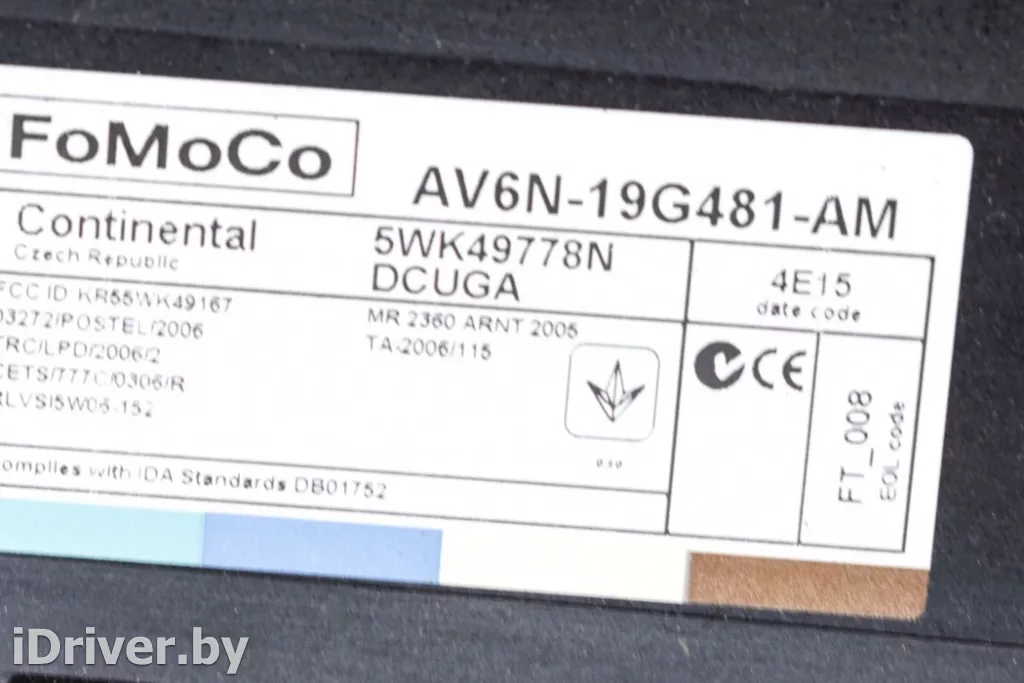 FoMoCo
AV6N-19G481-AM
Continental
Czech Republic
5WK49778N
DCUGA
4E15
date code
FCC ID KR55WK49167
03272/POSTEL/2006
TRC/LPD/2006/2
CETS/777C/0306/R
RLVSI5W06-152
MR 2360 ARNT 2005
TA-2006/115
CE
FT_008
EOL code
omplies with IDA Standards DB01752
iDriver.by